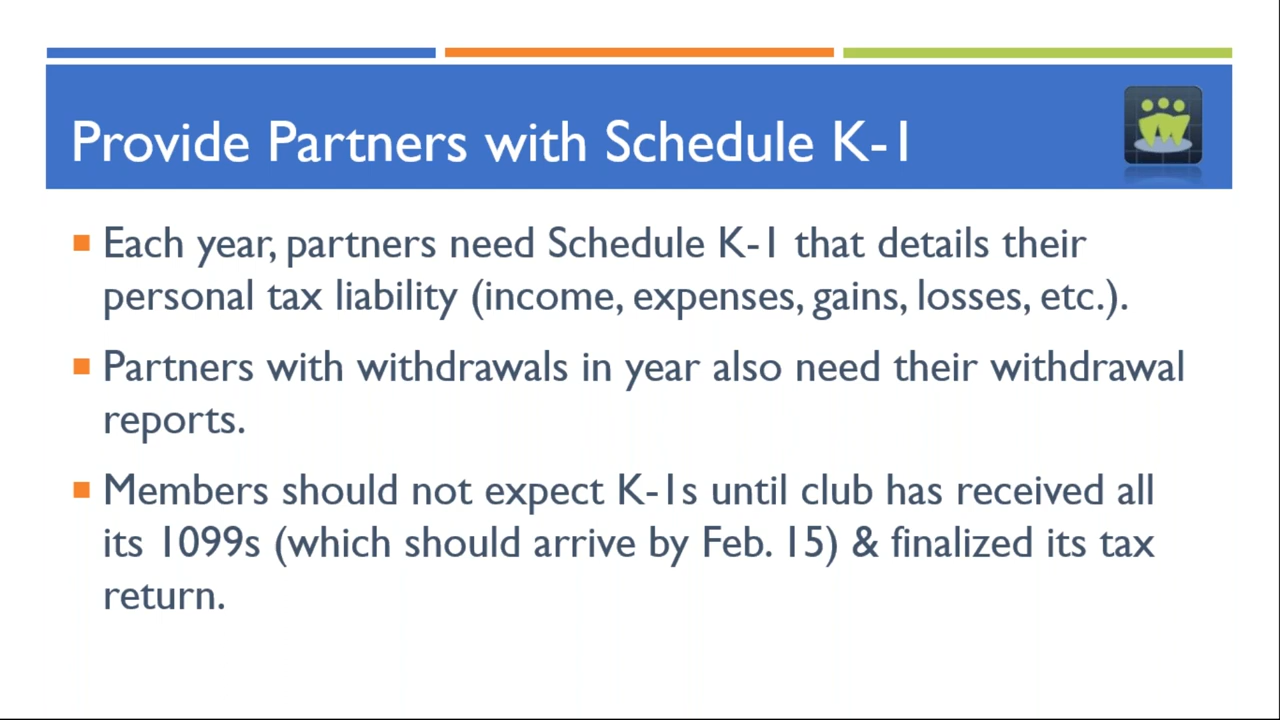 Provide Partners with Schedule K-1
Each year, partners need Schedule K-1 that details their
personal tax liability (income, expenses, gains, losses, etc.).
Partners with withdrawals in year also need their withdrawal
reports.
Members should not expect K-1s until club has received all
its 1099s (which should arrive by Feb. 15) & finalized its tax
return.